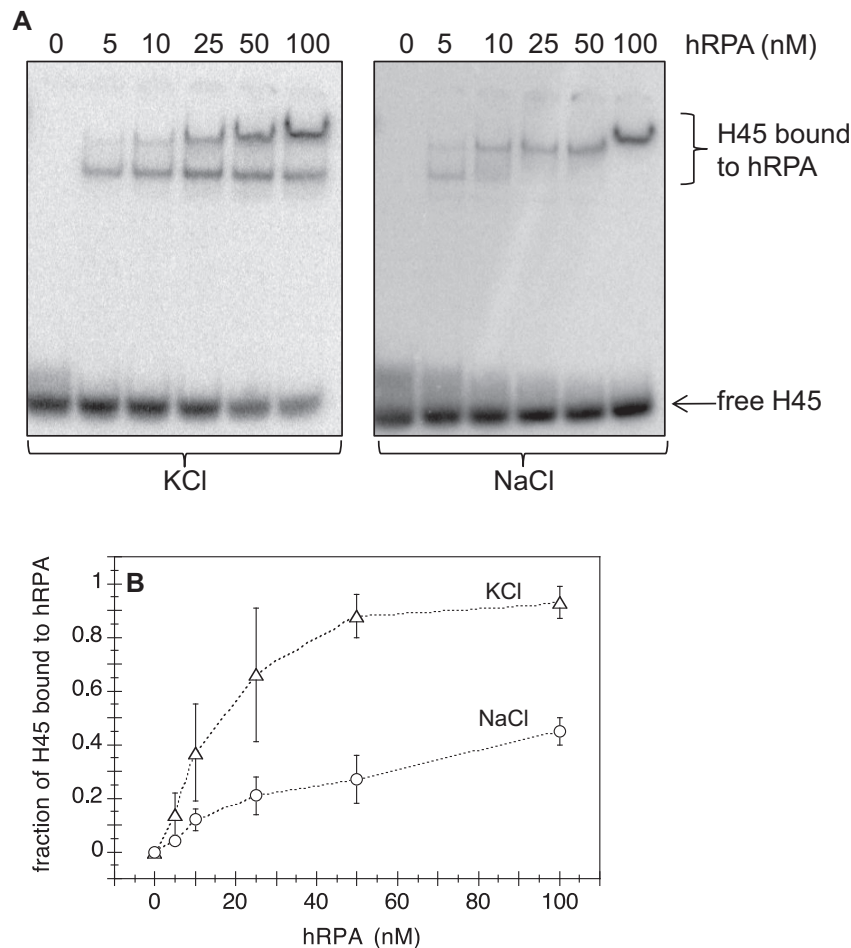 A
0 5 10 25 50 100 0 5 10 25 50 100 hRPA (nM)
H45 bound
to hRPA
free H45
KCl NaCl
B
fraction of H45 bound to hRPA
1
0.8
0.6
0.4
0.2
0
KCl
NaCl
0 20 40 60 80 100
hRPA (nM)